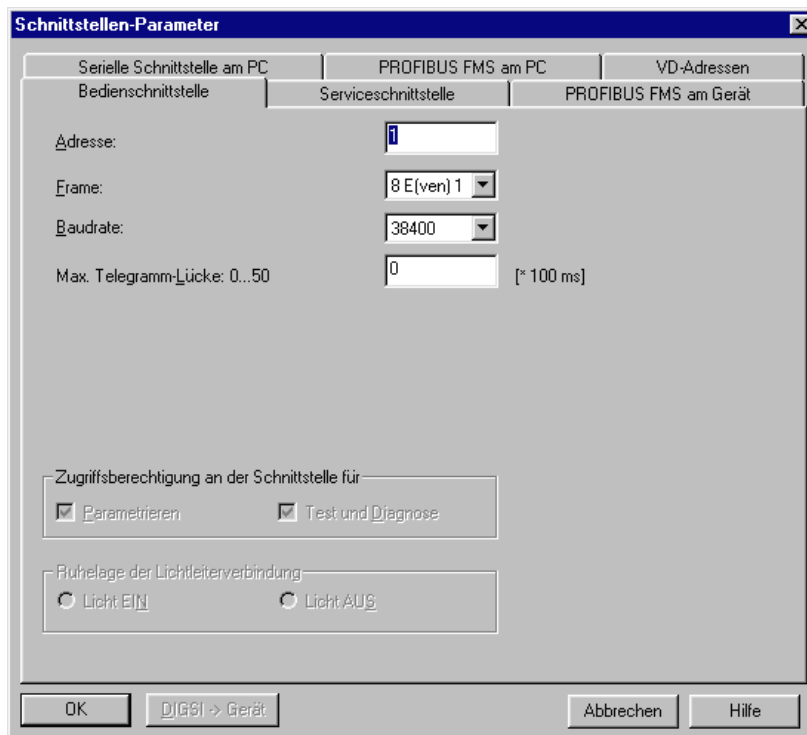 Schnittstellen-Parameter
Serielle Schnittstelle am PC PROFIBUS FMS am PC VD-Adressen
Bedienschnittstelle Serviceschnittstelle PROFIBUS FMS am Gerät
Adresse: 1
Frame: 8 E(ven) 1
Baudrate: 38400
Max. Telegramm-Lücke: 0...50 0 [* 100 ms]
Zugriffsberechtigung an der Schnittstelle für
Parametrieren Test und Diagnose
Ruhelage der Lichtleiterverbindung
Licht EIN Licht AUS
OK DIGSI -> Gerät Abbrechen Hilfe